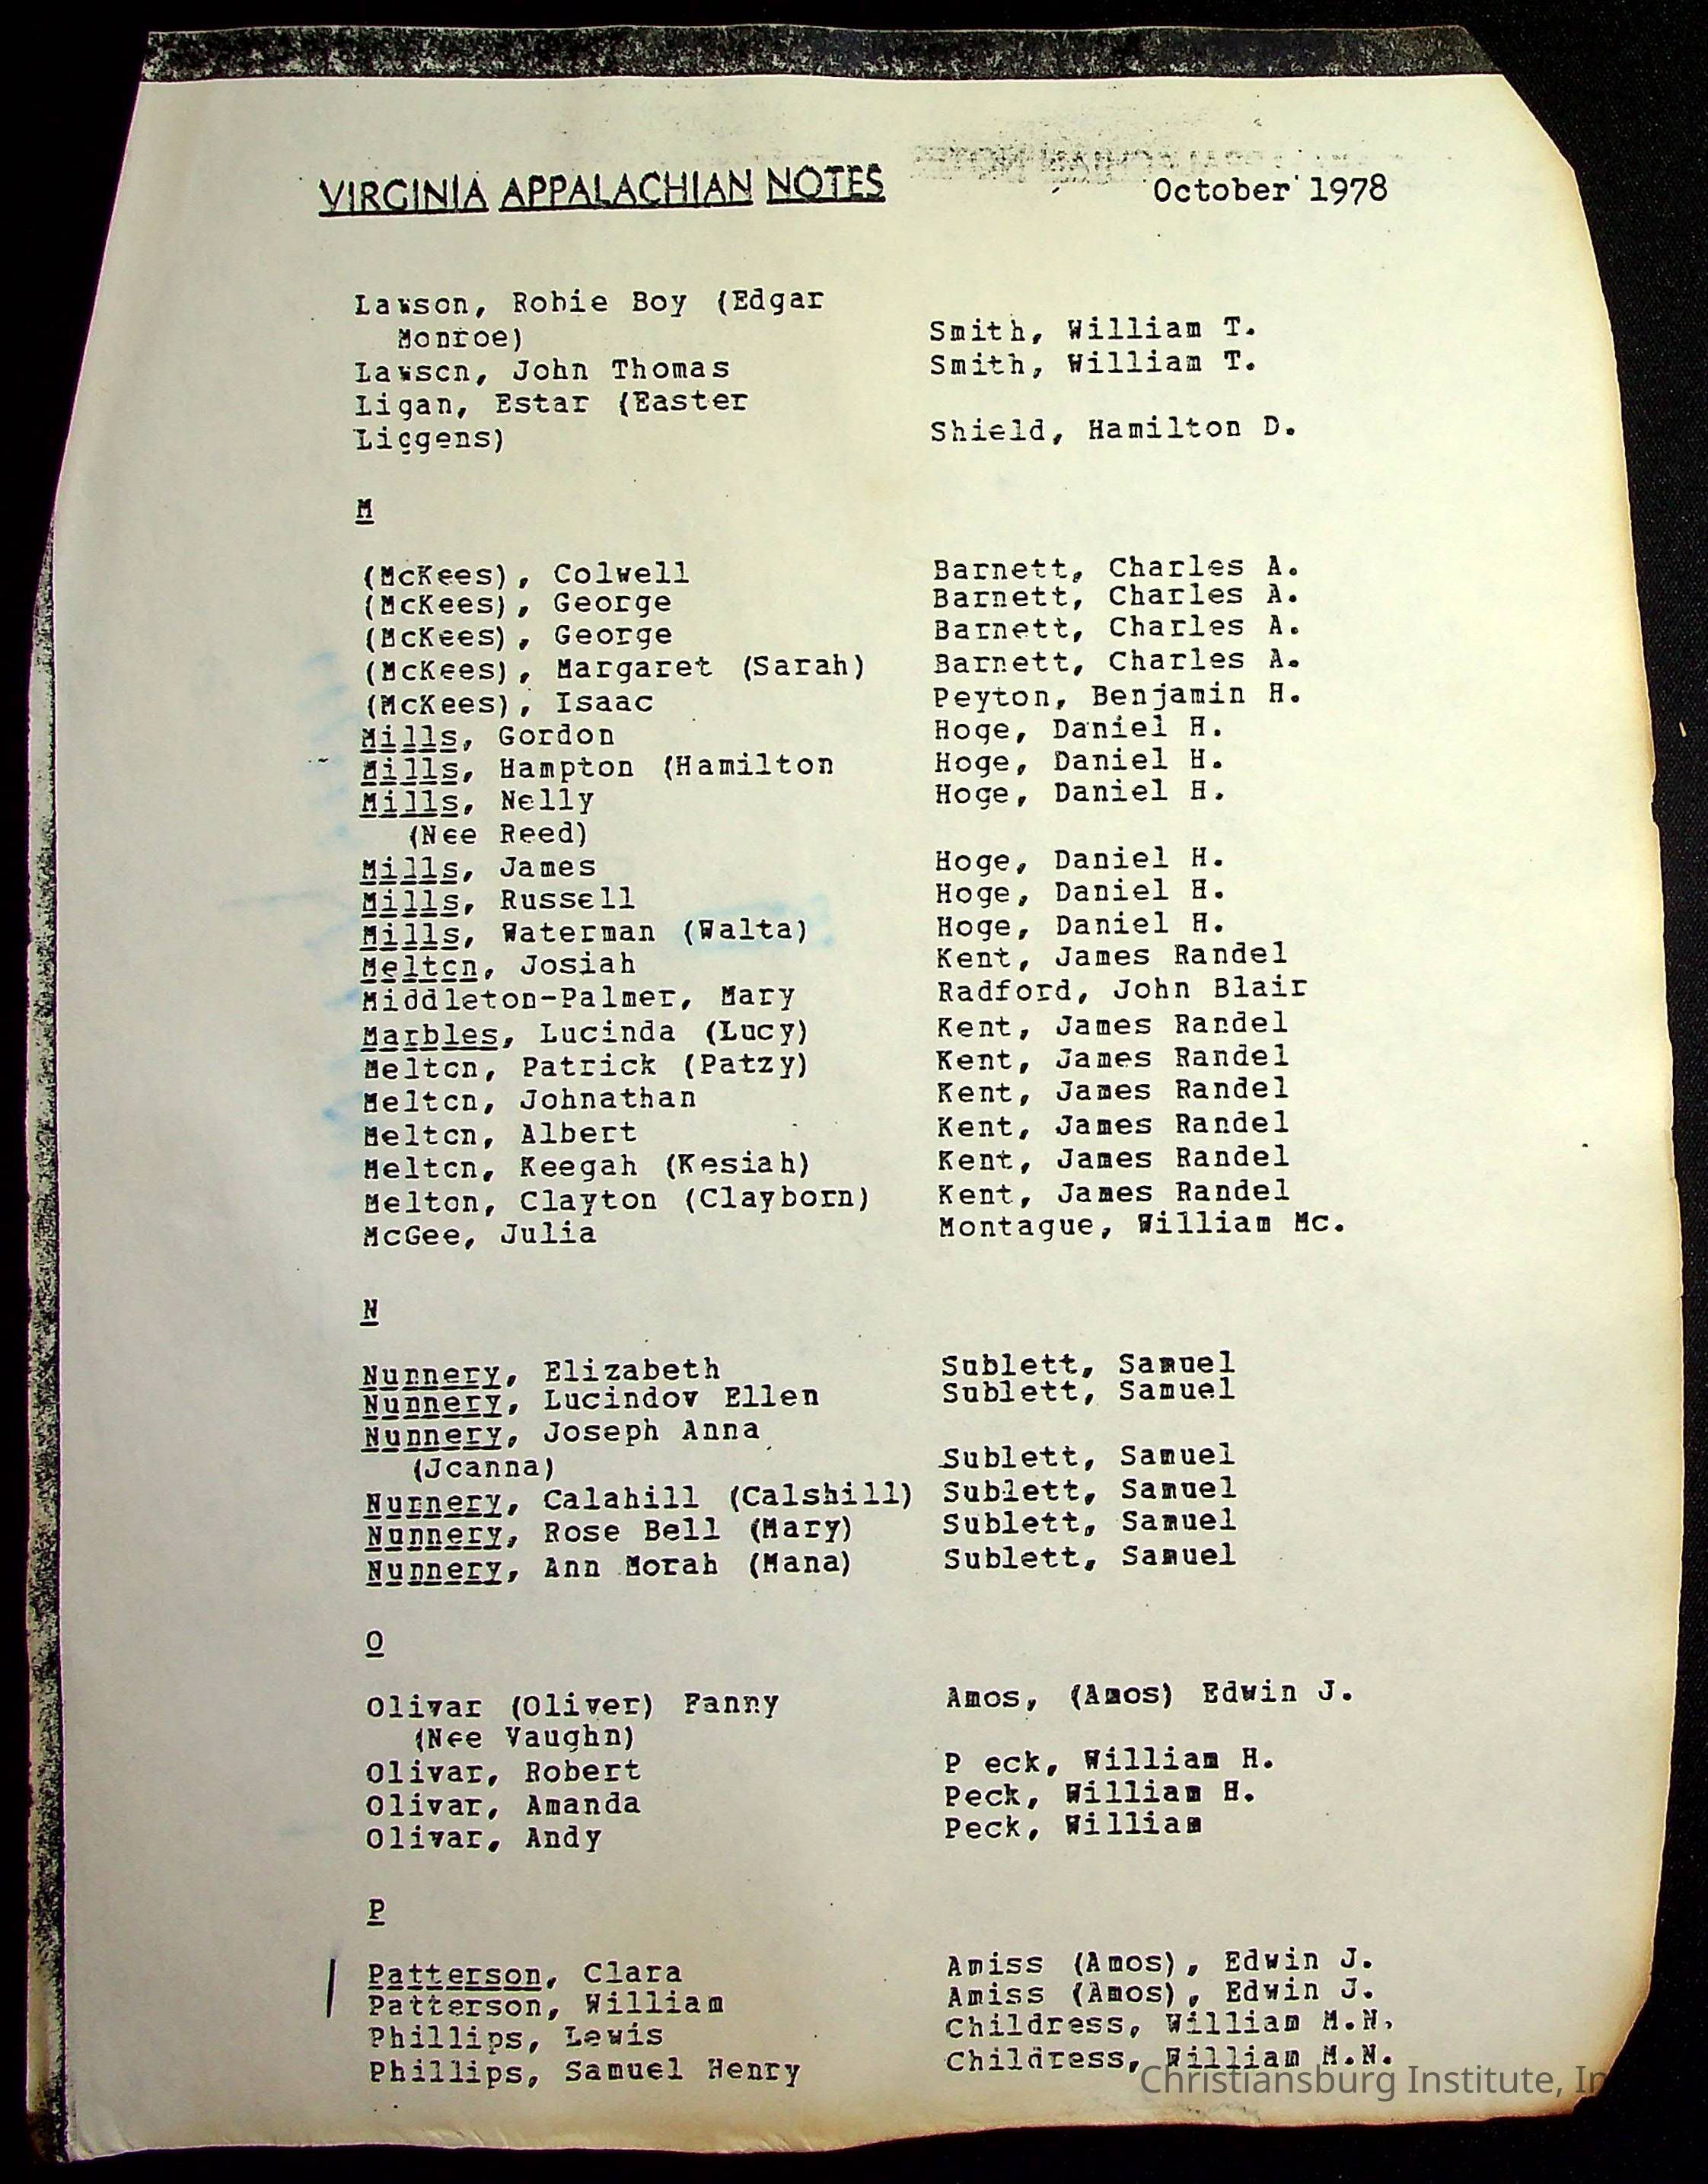 VIRGINIA APPALACHIAN NOTES October 1978
Lawson, Robie Boy (Edgar
Monroe) Smith, William T.
Lawson, John Thomas Smith, William T.
Ligan, Estar (Easter
Liggens) Shield, Hamilton D.
M
(McKees), Colwell Barnett, Charles A.
(McKees), George Barnett, Charles A.
(McKees), George Barnett, Charles A.
(McKees), Margaret (Sarah) Barnett, Charles A.
(McKees), Isaac Peyton, Benjamin H.
Mills, Gordon Hoge, Daniel H.
Mills, Hampton (Hamilton Hoge, Daniel H.
Mills, Nelly Hoge, Daniel H.
(Nee Reed)
Mills, James Hoge, Daniel H.
Mills, Russell Hoge, Daniel H.
Mills, Waterman (Walta) Hoge, Daniel H.
Melton, Josiah Kent, James Randel
Middleton-Palmer, Mary Radford, John Blair
Marbles, Lucinda (Lucy) Kent, James Randel
Melton, Patrick (Patzy) Kent, James Randel
Melton, Johnathan Kent, James Randel
Melton, Albert Kent, James Randel
Melton, Keegah (Kesiah) Kent, James Randel
Melton, Clayton (Clayborn) Kent, James Randel
McGee, Julia Montague, William Mc.
N
Nunnery, Elizabeth Sublett, Samuel
Nunnery, Lucindov Ellen Sublett, Samuel
Nunnery, Joseph Anna
(Joanna) Sublett, Samuel
Nunnery, Calahill (Calshill) Sublett, Samuel
Nunnery, Rose Bell (Mary) Sublett, Samuel
Nunnery, Ann Morah (Mana) Sublett, Samuel
O
Olivar (Oliver) Fanny Amos, (Amos) Edwin J.
(Nee Vaughn)
Olivar, Robert P eck, William H.
Olivar, Amanda Peck, William H.
Olivar, Andy Peck, William
P
Patterson, Clara Amiss (Amos), Edwin J.
Patterson, William Amiss (Amos), Edwin J.
Phillips, Lewis Childress, William M.N.
Phillips, Samuel Henry Childress, William M.N.
Christiansburg Institute, In